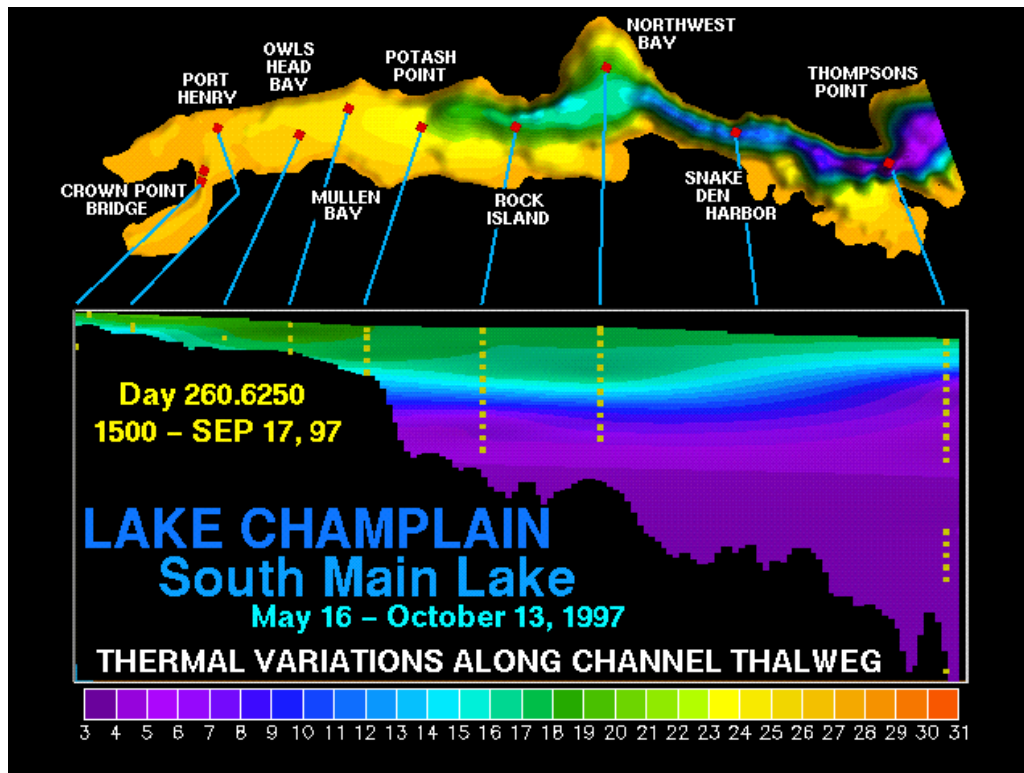 NORTHWEST
BAY
OWLS
HEAD
BAY
POTASH
POINT
PORT
HENRY
THOMPSONS
POINT
CROWN POINT
BRIDGE
MULLEN
BAY
ROCK
ISLAND
SNAKE
DEN
HARBOR
Day 260.6250
1500 – SEP 17, 97
LAKE CHAMPLAIN
South Main Lake
May 16 – October 13, 1997
THERMAL VARIATIONS ALONG CHANNEL THALWEG
3 4 5 6 7 8 9 10 11 12 13 14 15 16 17 18 19 20 21 22 23 24 25 26 27 28 29 30 31